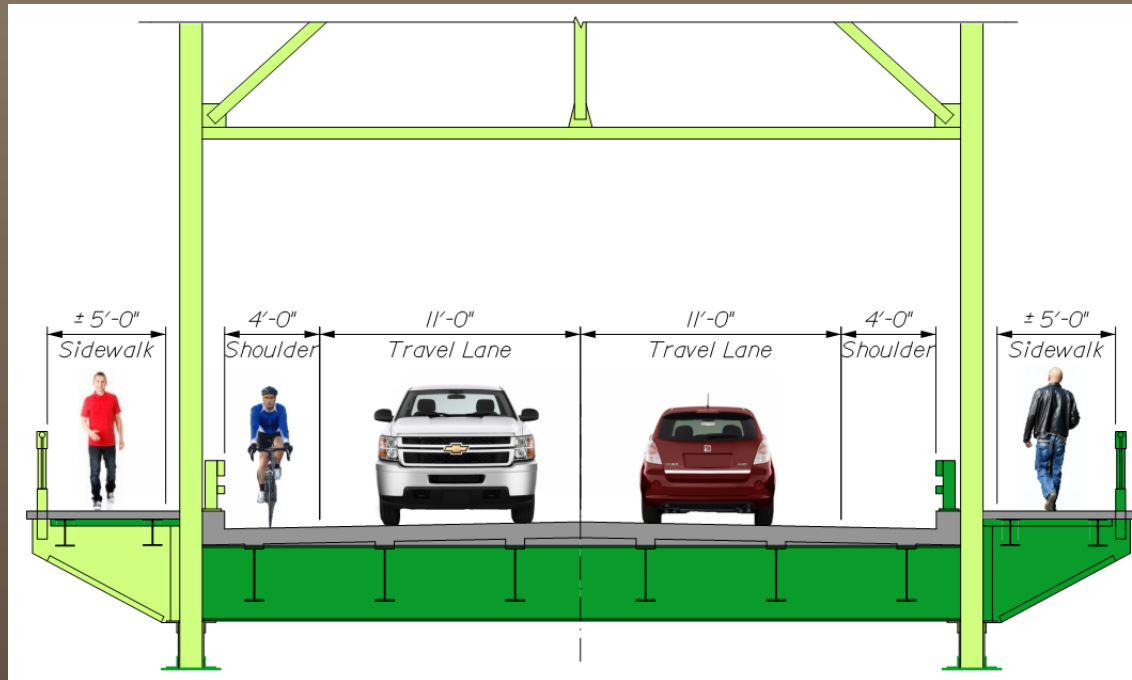 ± 5'-0"
Sidewalk
4'-0"
Shoulder
11'-0"
Travel Lane
11'-0"
Travel Lane
4'-0"
Shoulder
± 5'-0"
Sidewalk